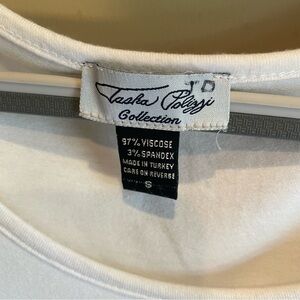 Tasha Polizzi
Collection
97% VISCOSE
3% SPANDEX
MADE IN TURKEY
CARE ON REVERSE
S